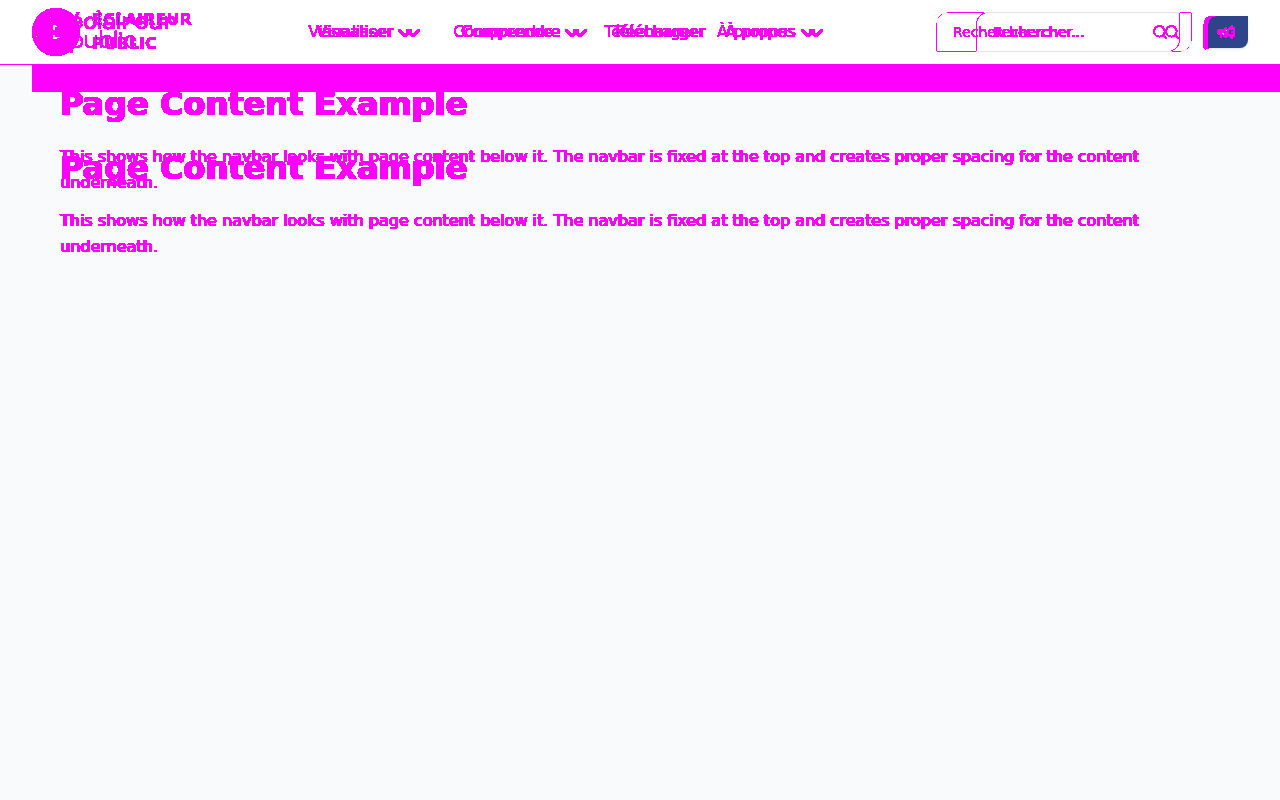 ÉCLAIREUR
PUBLIC
Visualiser
Comprendre
Télécharger
À propos
Rechercher...
Page Content Example
This shows how the navbar looks with page content below it. The navbar is fixed at the top and creates proper spacing for the content
underneath.
Page Content Example
This shows how the navbar looks with page content below it. The navbar is fixed at the top and creates proper spacing for the content
underneath.